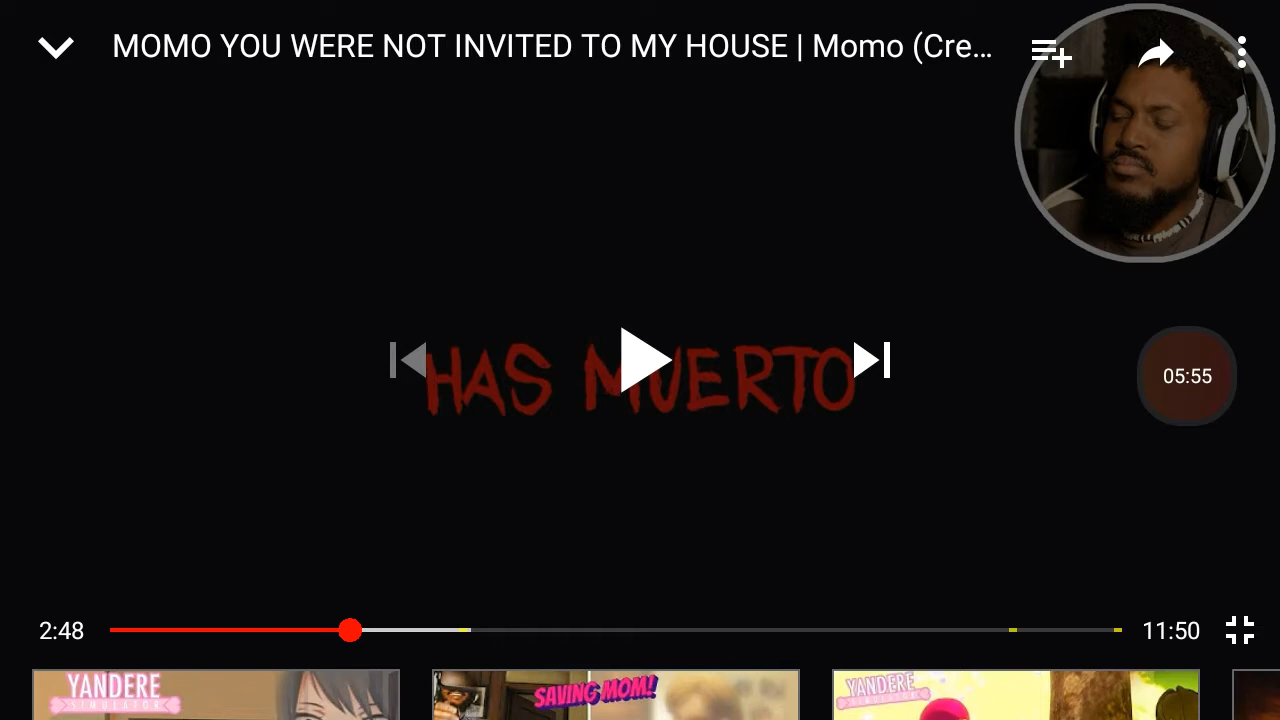 MOMO YOU WERE NOT INVITED TO MY HOUSE | Momo (Cre...
HAS MUERTO
05:55
2:48
11:50
YANDERE
SIMULATOR
SAVING MOM!
YANDERE
SIMULATOR